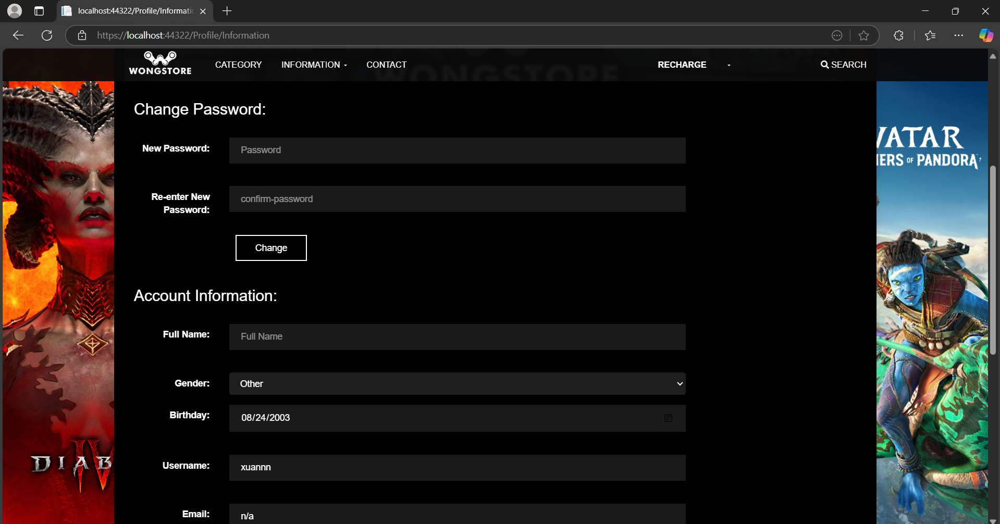 localhost:44322/Profile/Informatic
https://localhost:44322/Profile/Information
WONGSTORE
CATEGORY
INFORMATION
CONTACT
RECHARGE
SEARCH
WONGSTORE
Change Password:
New Password:
Password
Re-enter New
Password:
confirm-password
Change
Account Information:
Full Name:
Full Name
Gender:
Other
Birthday:
08/24/2003
Username:
xuannn
Email:
n/a
DIAB
IV
VATAR
IERS OF PANDORA